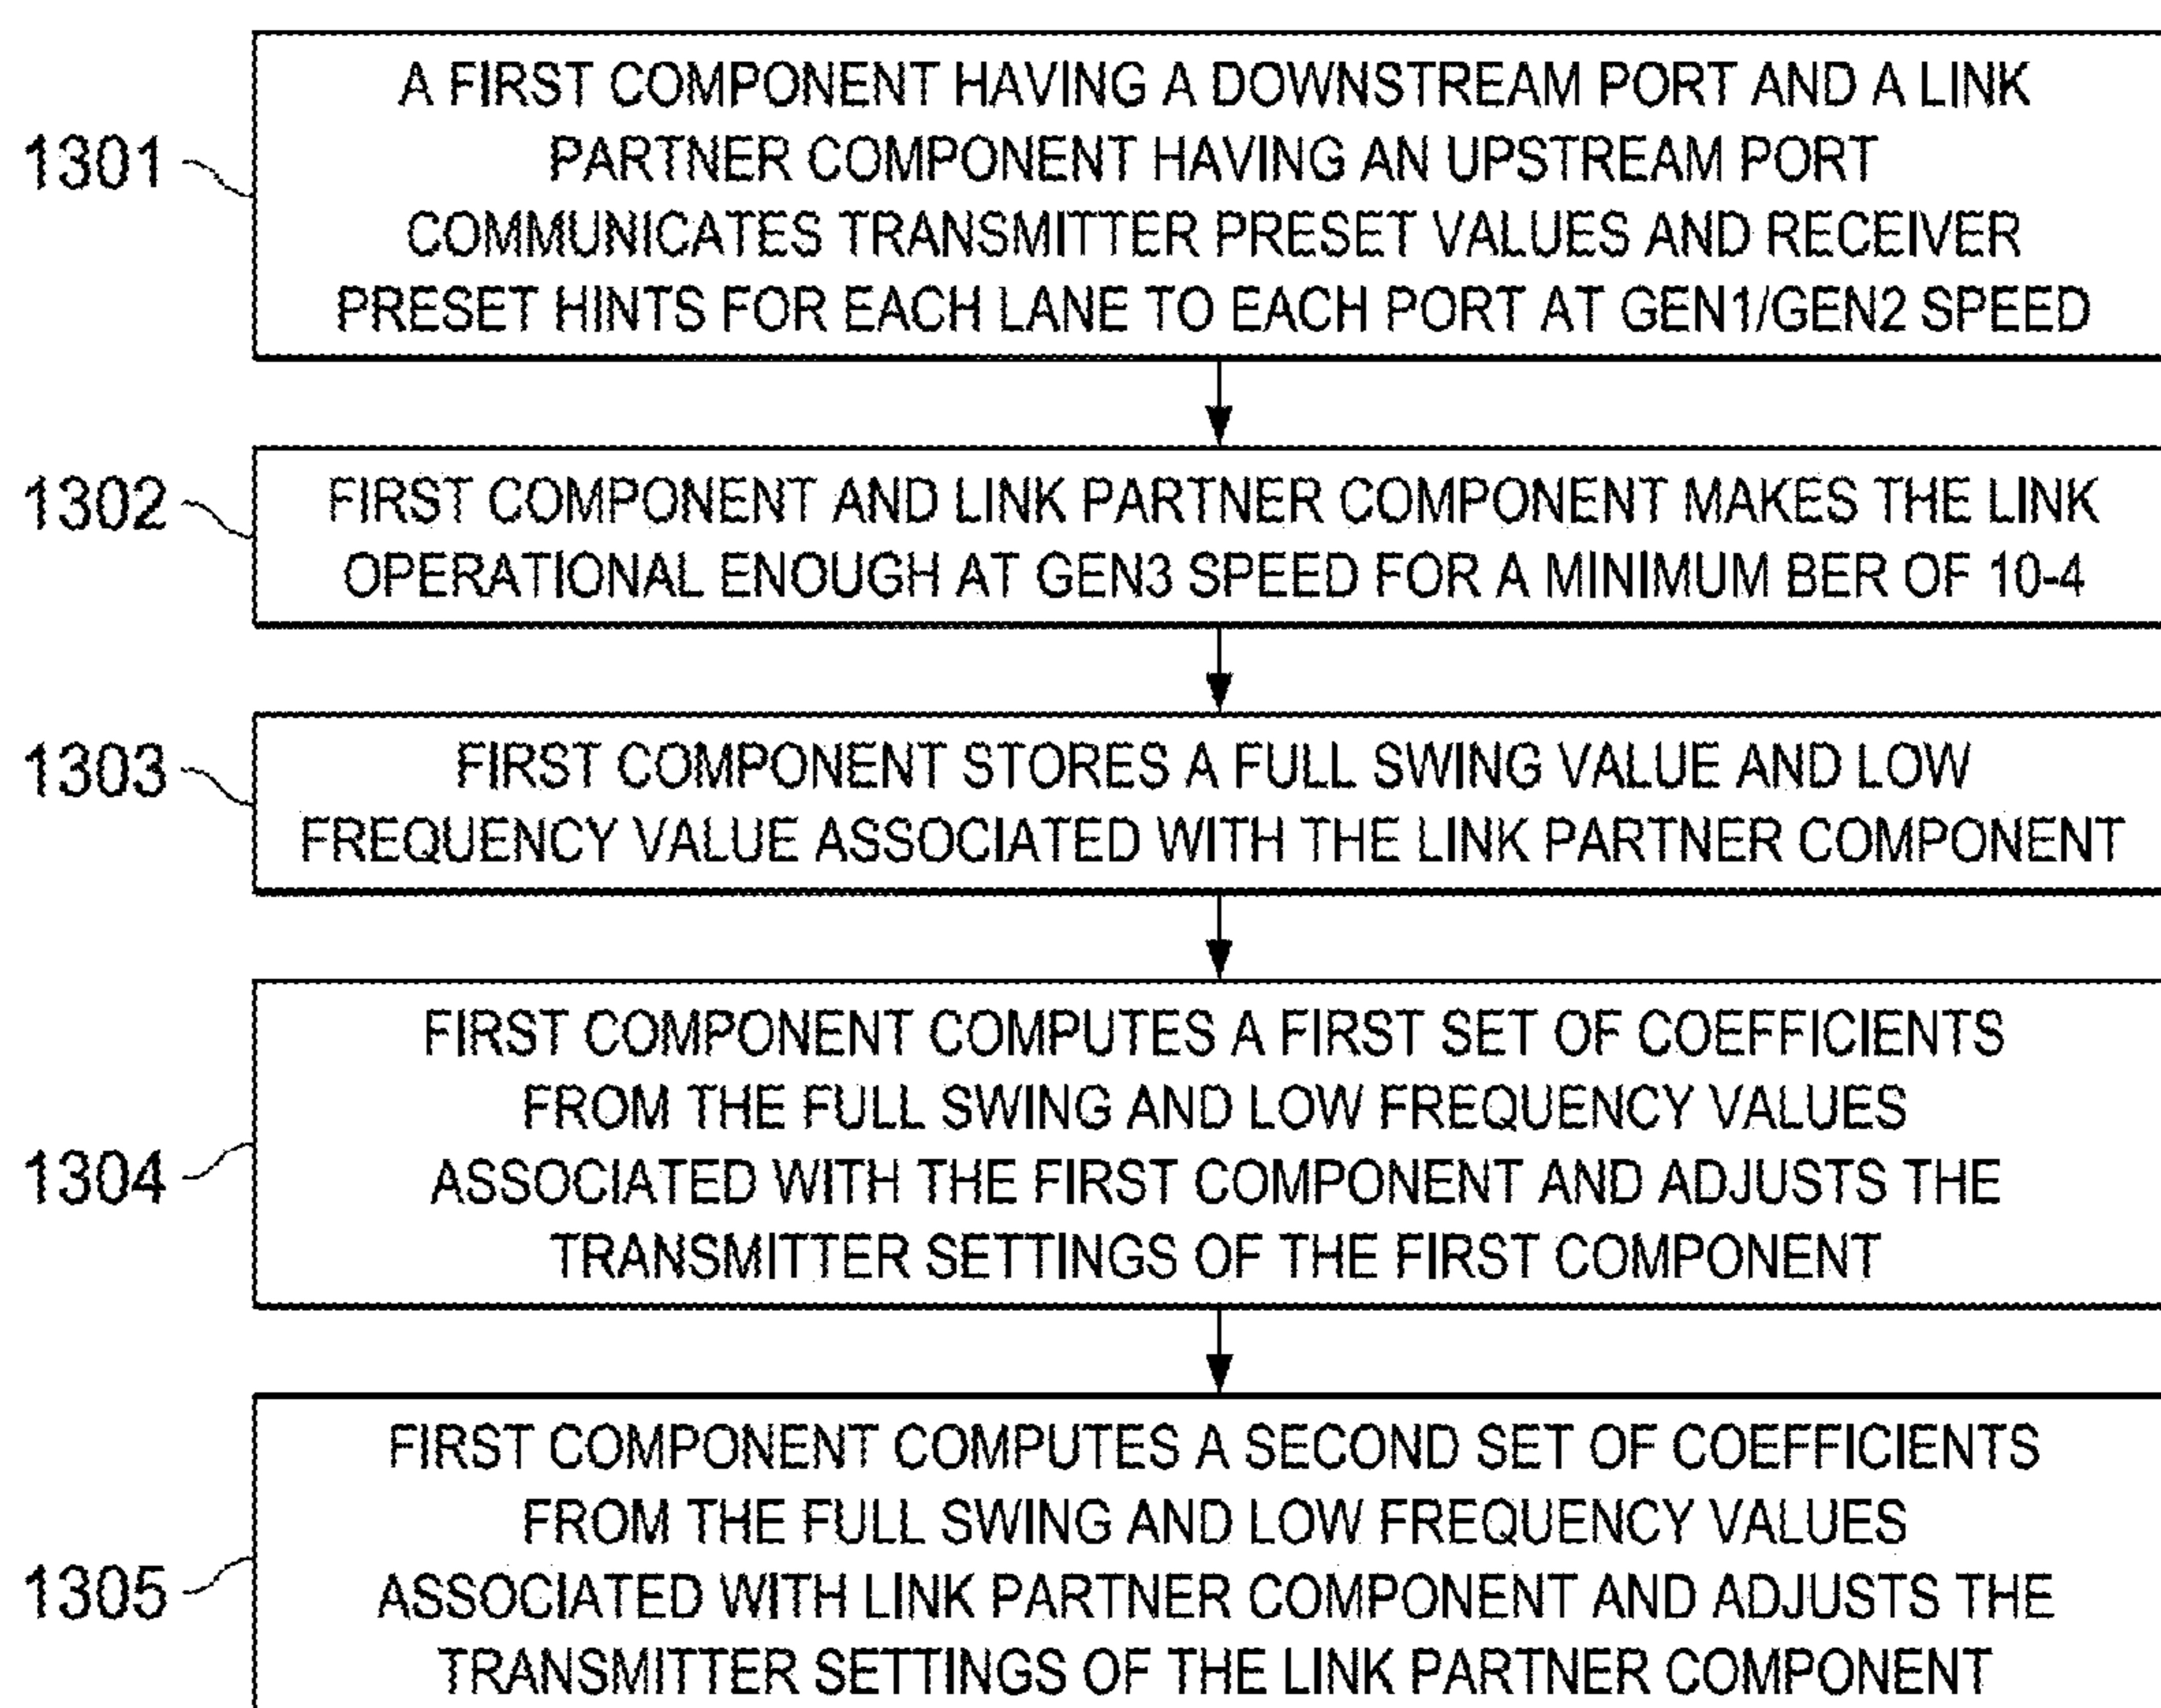 1301
A FIRST COMPONENT HAVING A DOWNSTREAM PORT AND A LINK
PARTNER COMPONENT HAVING AN UPSTREAM PORT
COMMUNICATES TRANSMITTER PRESET VALUES AND RECEIVER
PRESET HINTS FOR EACH LANE TO EACH PORT AT GEN1/GEN2 SPEED
1302
FIRST COMPONENT AND LINK PARTNER COMPONENT MAKES THE LINK
OPERATIONAL ENOUGH AT GEN3 SPEED FOR A MINIMUM BER OF 10-4
1303
FIRST COMPONENT STORES A FULL SWING VALUE AND LOW
FREQUENCY VALUE ASSOCIATED WITH THE LINK PARTNER COMPONENT
1304
FIRST COMPONENT COMPUTES A FIRST SET OF COEFFICIENTS
FROM THE FULL SWING AND LOW FREQUENCY VALUES
ASSOCIATED WITH THE FIRST COMPONENT AND ADJUSTS THE
TRANSMITTER SETTINGS OF THE FIRST COMPONENT
1305
FIRST COMPONENT COMPUTES A SECOND SET OF COEFFICIENTS
FROM THE FULL SWING AND LOW FREQUENCY VALUES
ASSOCIATED WITH LINK PARTNER COMPONENT AND ADJUSTS THE
TRANSMITTER SETTINGS OF THE LINK PARTNER COMPONENT